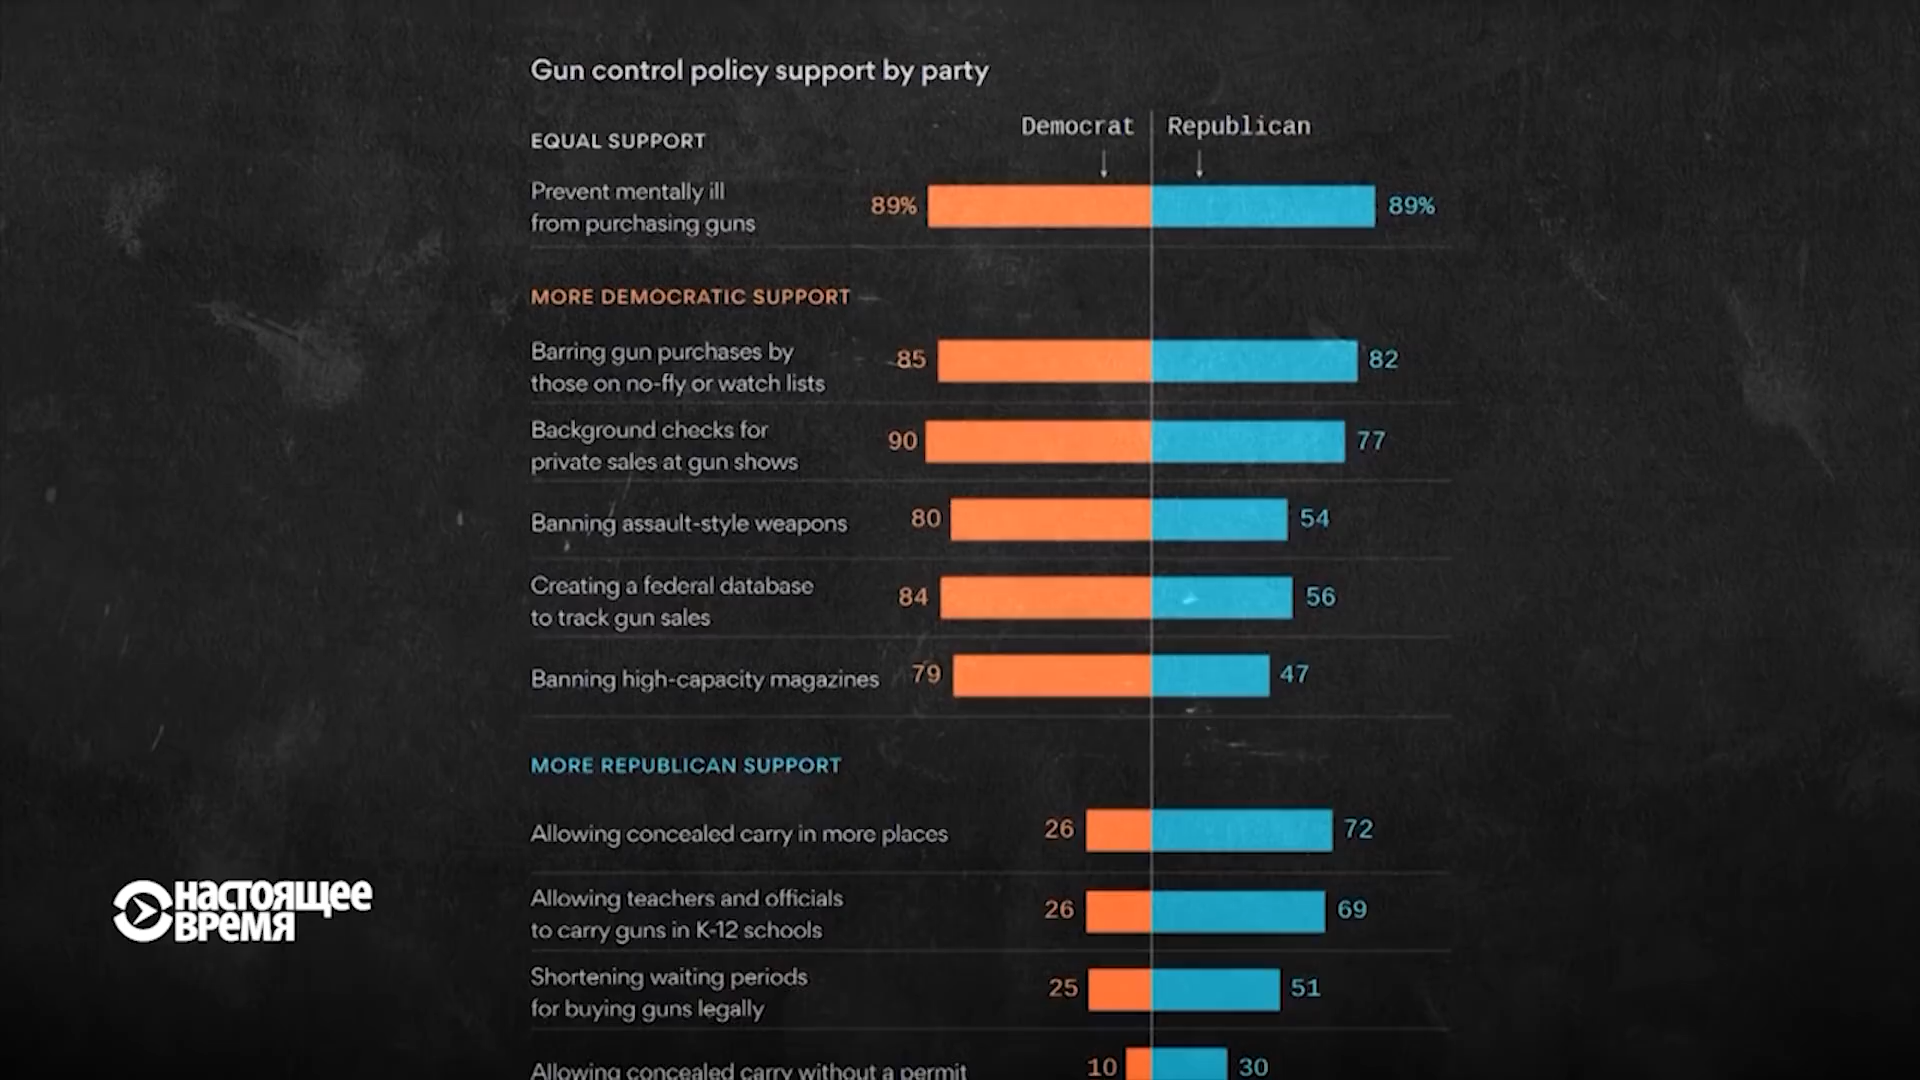 Gun control policy support by party
Democrat Republican
EQUAL SUPPORT
Prevent mentally ill
from purchasing guns
89% 89%
MORE DEMOCRATIC SUPPORT
Barring gun purchases by
those on no-fly or watch lists
85 82
Background checks for
private sales at gun shows
90 77
Banning assault-style weapons 80 54
Creating a federal database
to track gun sales
84 56
Banning high-capacity magazines 79 47
MORE REPUBLICAN SUPPORT
Allowing concealed carry in more places 26 72
Allowing teachers and officials
to carry guns in K-12 schools
26 69
Shortening waiting periods
for buying guns legally
25 51
Allowing concealed carry without a permit 10 30
НАСТОЯЩЕЕ
ВРЕМЯ